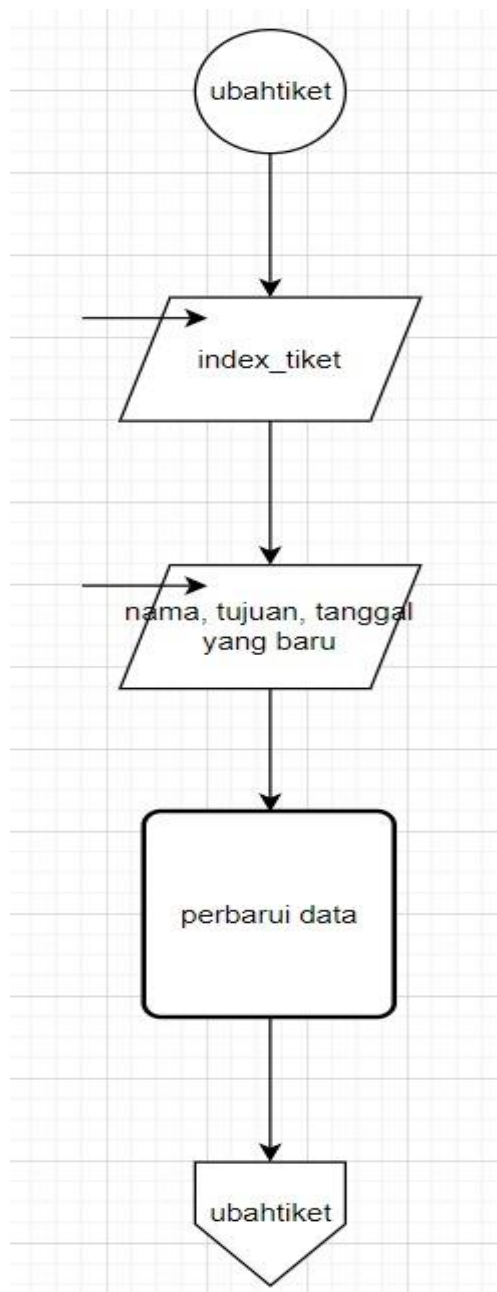 ubahtiket
index_tiket
nama, tujuan, tanggal
yang baru
perbarui data
ubahtiket